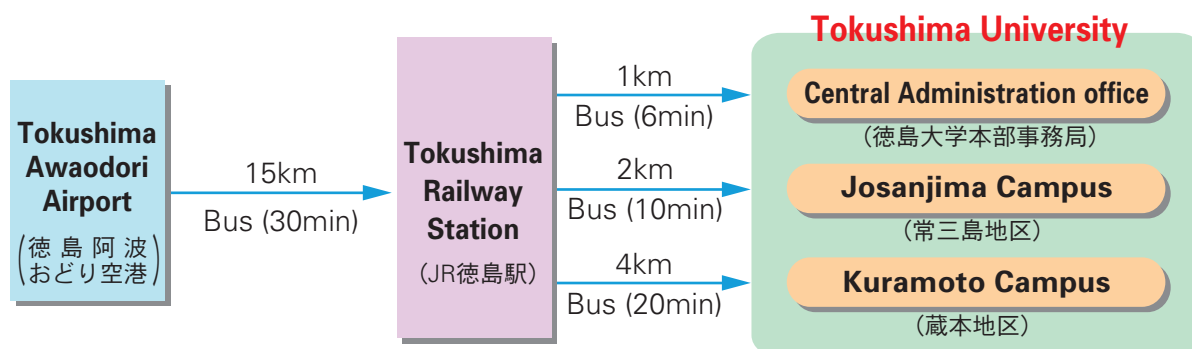 Tokushima
Awaodori
Airport
(徳島阿波
おどり空港)
15km
Bus (30min)
Tokushima
Railway
Station
(JR徳島駅)
1km
Bus (6min)
2km
Bus (10min)
4km
Bus (20min)
Tokushima University
Central Administration office
(徳島大学本部事務局)
Josanjima Campus
(常三島地区)
Kuramoto Campus
(蔵本地区)